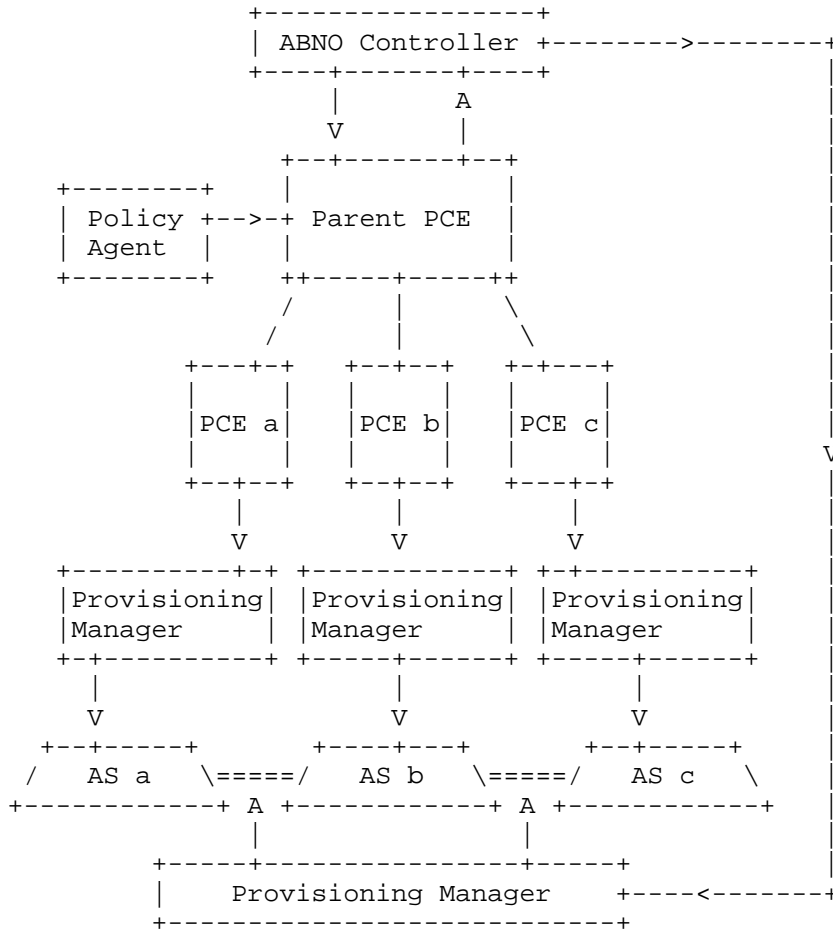 ABNO Controller
A
V
Policy
Agent
Parent PCE
PCE a PCE b PCE c
V
V V V
Provisioning Provisioning Provisioning
Manager Manager Manager
V V V
AS a AS b AS c
A A
Provisioning Manager